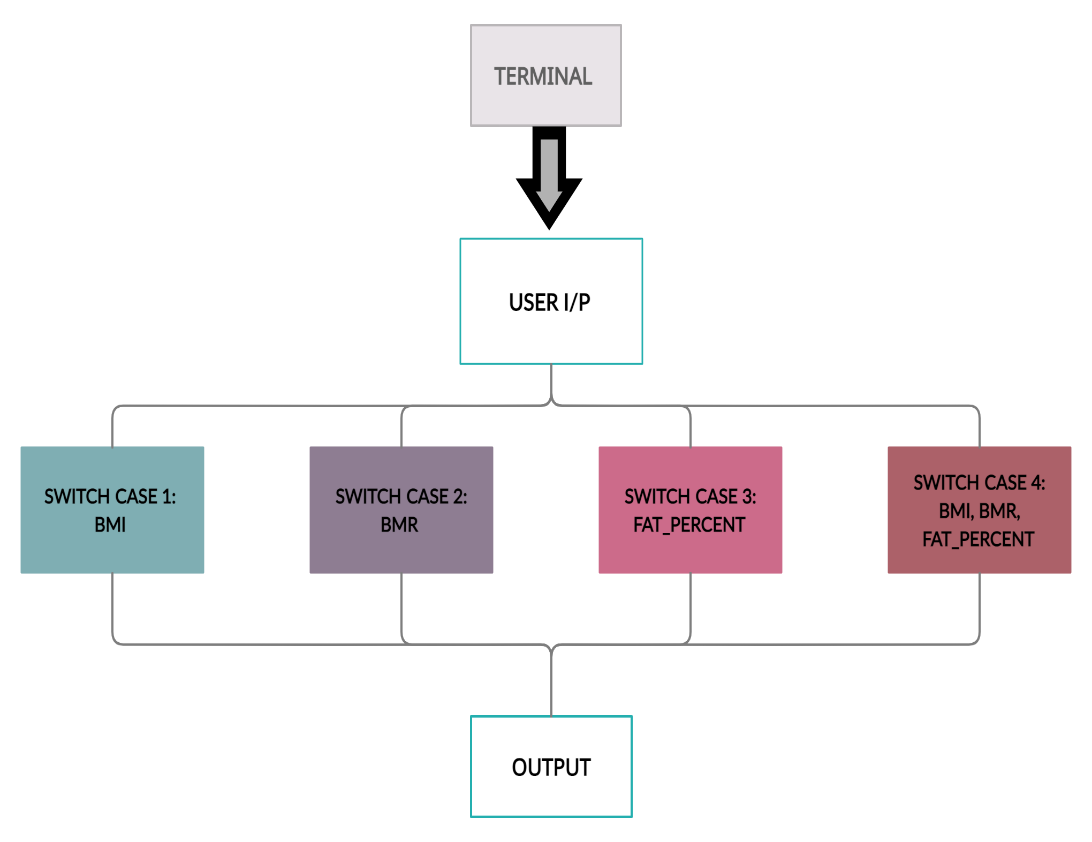 TERMINAL
USER I/P
SWITCH CASE 1:
BMI
SWITCH CASE 2:
BMR
SWITCH CASE 3:
FAT_PERCENT
SWITCH CASE 4:
BMI, BMR,
FAT_PERCENT
OUTPUT